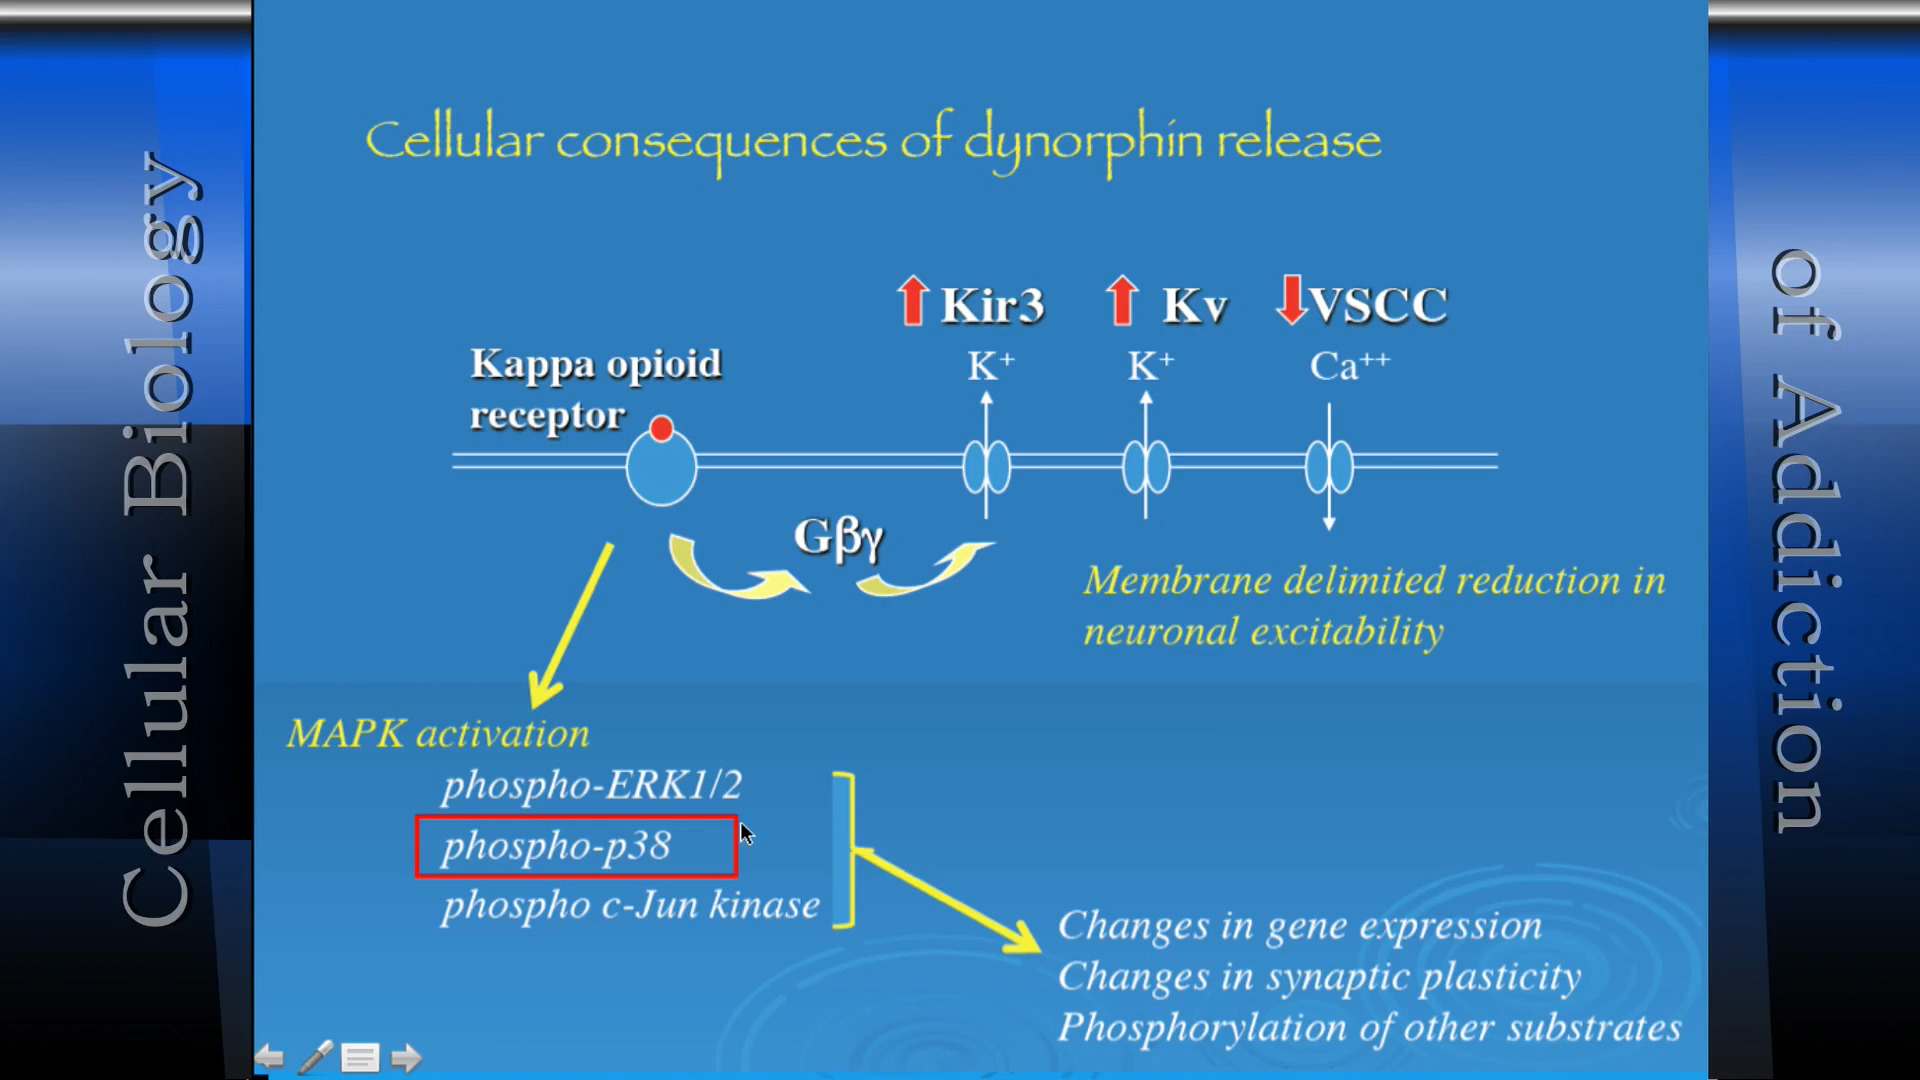 Cellular Biology
of Addiction
Cellular consequences of dynorphin release
Kir3
Kv
VSCC
K⁺
K⁺
Ca⁺⁺
Kappa opioid
receptor
Gβγ
Membrane delimited reduction in
neuronal excitability
MAPK activation
phospho-ERK1/2
phospho-p38
phospho c-Jun kinase
Changes in gene expression
Changes in synaptic plasticity
Phosphorylation of other substrates